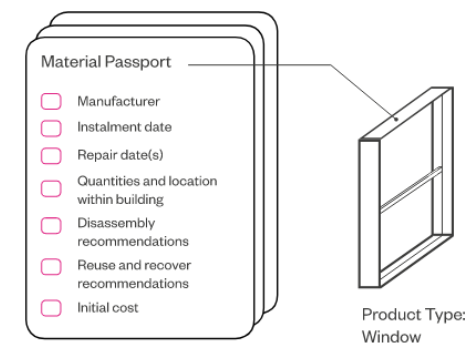 Material Passport
Manufacturer
Instalment date
Repair date(s)
Quantities and location
within building
Disassembly
recommendations
Reuse and recover
recommendations
Initial cost
Product Type:
Window